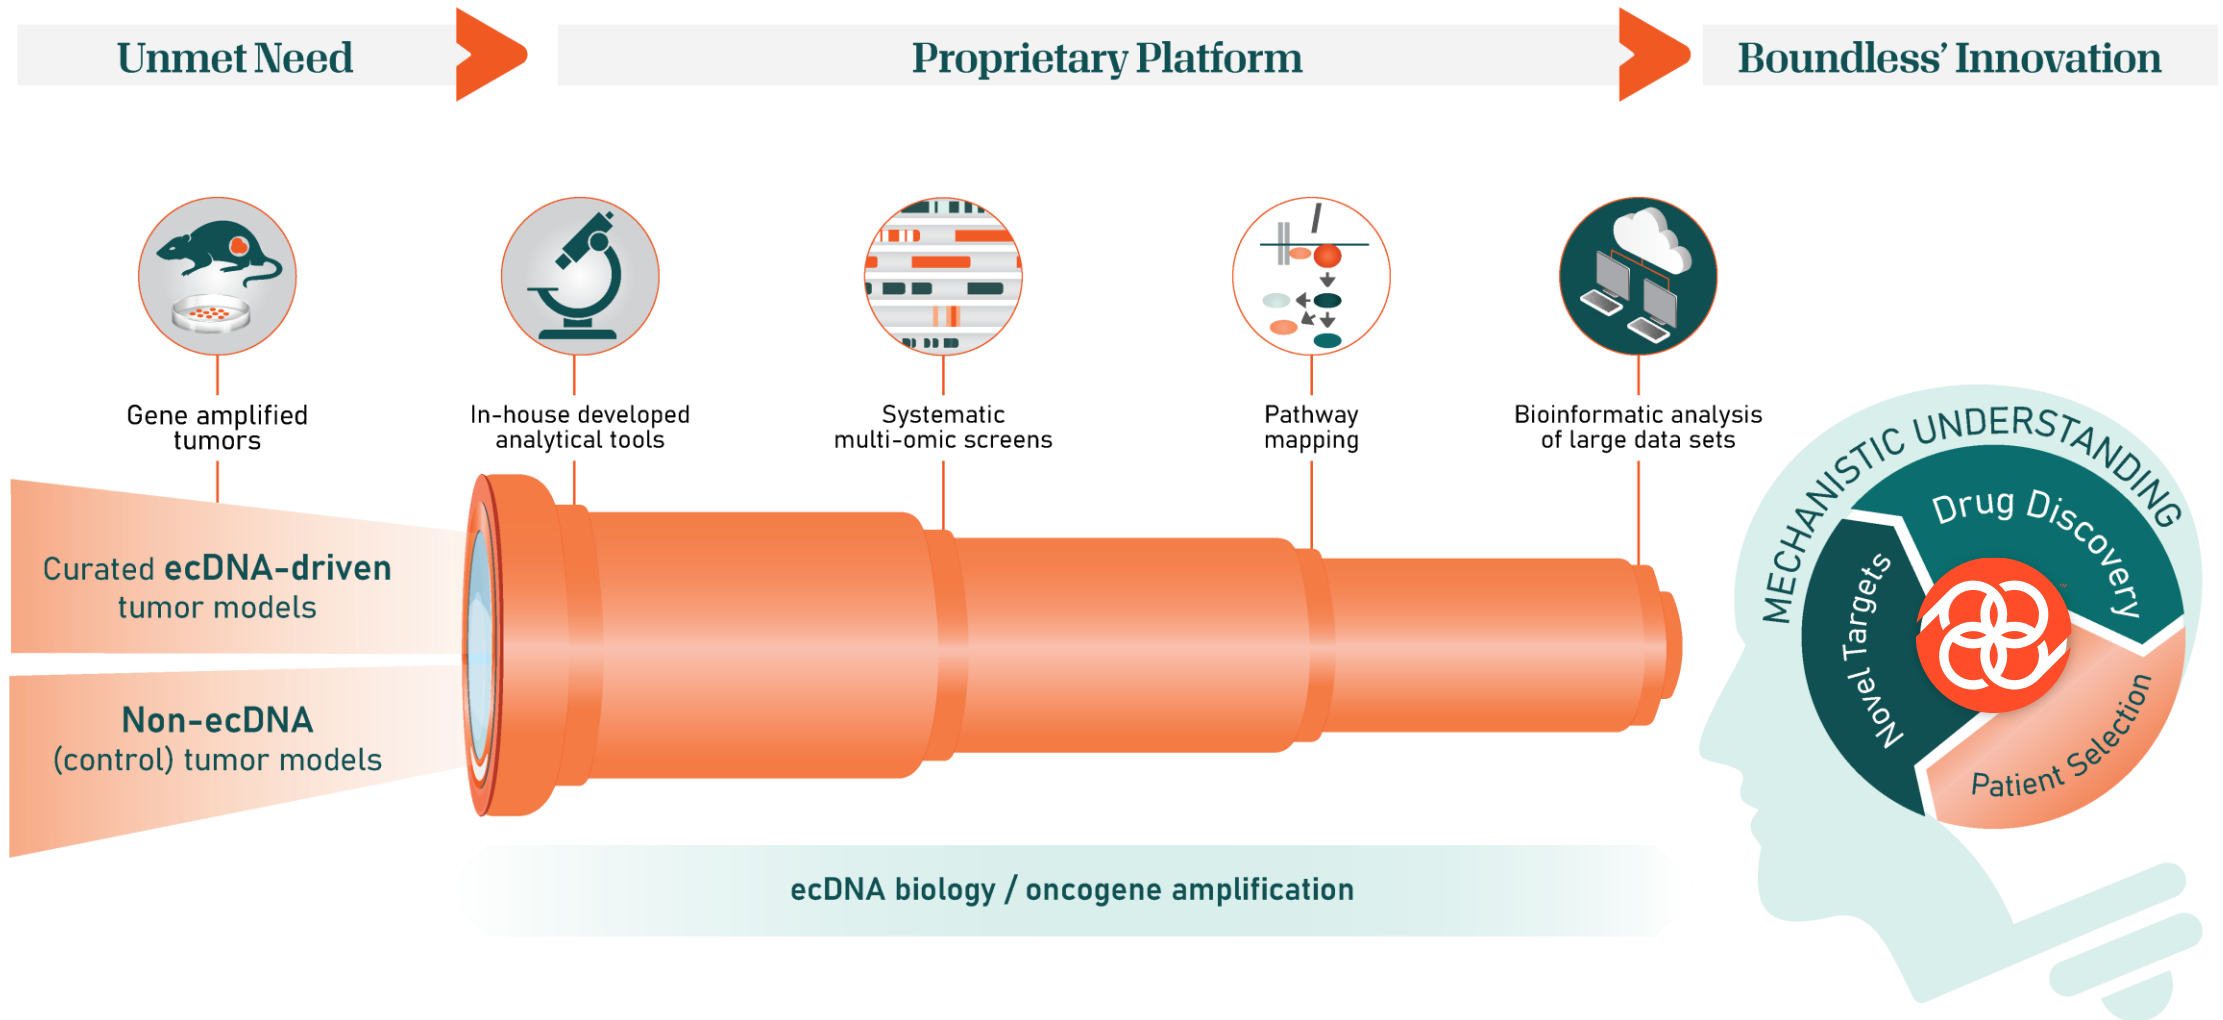 Unmet Need
Proprietary Platform
Boundless’ Innovation
Gene amplified
tumors
In-house developed
analytical tools
Systematic
multi-omic screens
Pathway
mapping
Bioinformatic analysis
of large data sets
Curated ecDNA-driven
tumor models
Non-ecDNA
(control) tumor models
ecDNA biology / oncogene amplification
MECHANISTIC UNDERSTANDING
Drug Discovery
Novel Targets
Patient Selection